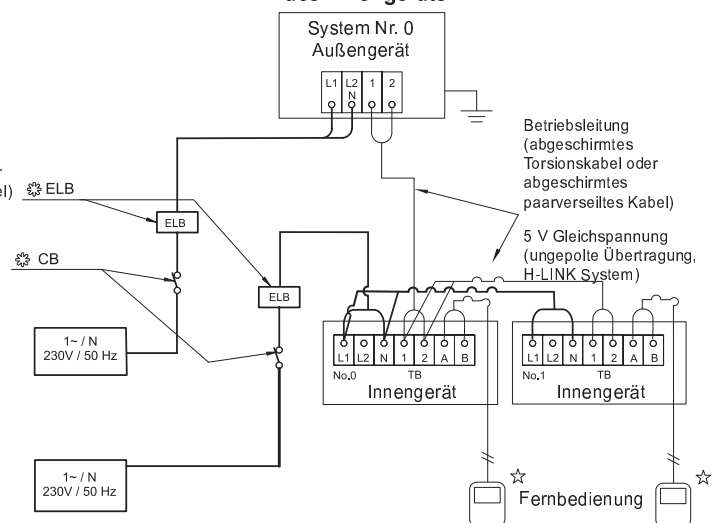 System Nr. 0
Außengerät
L1 L2 1 2
N
Betriebsleitung
(abgeschirmtes
Torsionskabel oder
abgeschirmtes
paarverseiltes Kabel)
5 V Gleichspannung
(ungepolte Übertragung,
H-LINK System)
ELB
ELB
CB
ELB
1~ / N
230V / 50 Hz
L1 L2 N 1 2 A B
No.0 TB
Innengerät
L1 L2 N 1 2 A B
No.1 TB
Innengerät
1~ / N
230V / 50 Hz
Fernbedienung